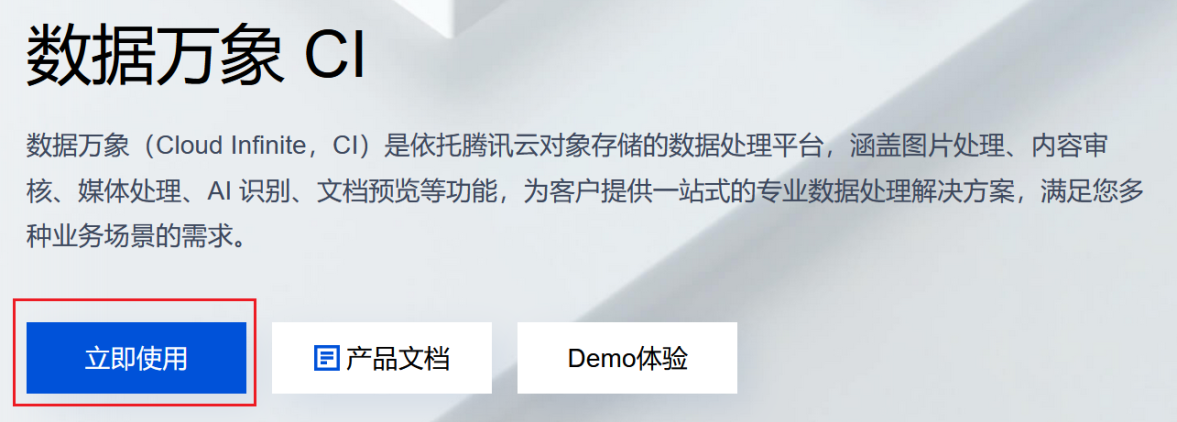 数据万象 CI
数据万象（Cloud Infinite，CI）是依托腾讯云对象存储的数据处理平台，涵盖图片处理、内容审
核、媒体处理、AI 识别、文档预览等功能，为客户提供一站式的专业数据处理解决方案，满足您多
种业务场景的需求。
立即使用
产品文档
Demo体验